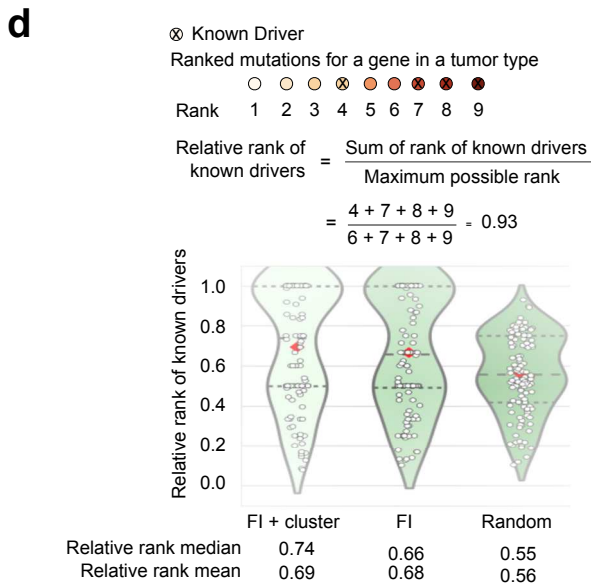 d
Known Driver
Ranked mutations for a gene in a tumor type
Rank 1 2 3 4 5 6 7 8 9
Relative rank of known drivers = Sum of rank of known drivers / Maximum possible rank
= 4 + 7 + 8 + 9 / 6 + 7 + 8 + 9 = 0.93
Relative rank of known drivers
1.0
0.8
0.6
0.4
0.2
0.0
FI + cluster FI Random
Relative rank median 0.74 0.66 0.55
Relative rank mean 0.69 0.68 0.56